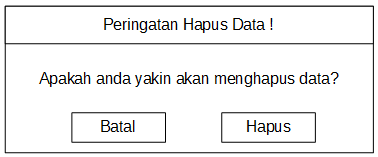 Peringatan Hapus Data !
Apakah anda yakin akan menghapus data?
Batal
Hapus